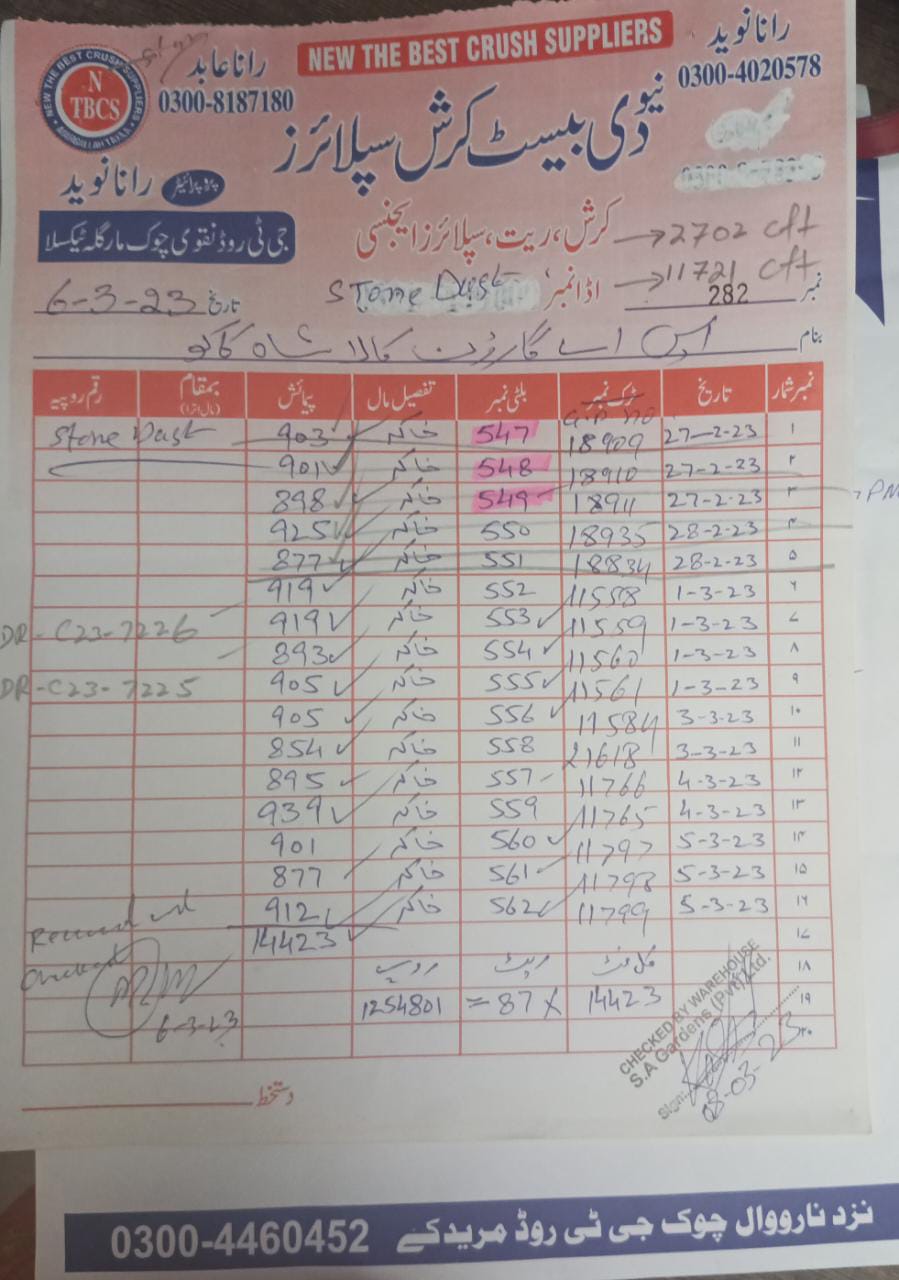 NEW THE BEST CRUSH SUPPLIERS
رانا عابد
0300-8187180
رانا نوید
0300-4020578
NEW THE BEST CRUSH SUPPLIERS
N
TBCS
نیو دی بیسٹ کرش سپلائرز
پروپرائیٹر رانا نوید
جی ٹی روڈ نقوی چوک مارگلہ ٹیکسلا
کرش، ریت، سپلائرز ایجنسی
→2702 cft
→11721 cft
نمبر 282
اڈا نمبر Stone Dust
تاریخ 6-3-23
بنام ایس اے گارڈن کالا شاہ کاکو
نمبر شمار تاریخ ٹرک نمبر بلٹی نمبر تفصیل مال پیمائش بمقام (مال اترا) رقم روپیہ
G.P no
۱ 27-2-23 18909 547 خاکہ 903 Stone Dust
۲ 27-2-23 18910 548 خاکہ 901
۳ 27-2-23 18911 549 خاکہ 898
۴ 28-2-23 18935 550 خاکہ 925
۵ 28-2-23 18834 551 خاکہ 877
۶ 1-3-23 11558 552 خاکہ 919
۷ 1-3-23 11559 553 خاکہ 919
DR-C23-7226
۸ 1-3-23 11560 554 خاکہ 893
۹ 1-3-23 11561 555 خاکہ 905
DR-C23-7225
۱۰ 3-3-23 11584 556 خاکہ 905
۱۱ 3-3-23 21618 558 خاکہ 854
۱۲ 4-3-23 11766 557 خاکہ 895
۱۳ 4-3-23 11765 559 خاکہ 939
۱۴ 5-3-23 11797 560 خاکہ 901
۱۵ 5-3-23 11798 561 خاکہ 877
۱۶ 5-3-23 11799 562 خاکہ 912
۱۷ 14423
Received and
Checked
6-3-23
۱۸ کل فٹ ریٹ روپے
۱۹ 14423 × 87 = 1254801
۲۰
CHECKED BY WAREHOUSE
S.A Gardens (Pvt) Ltd.
08-03-23
دستخط
نزد نارووال چوک جی ٹی روڈ مریدکے 0300-4460452